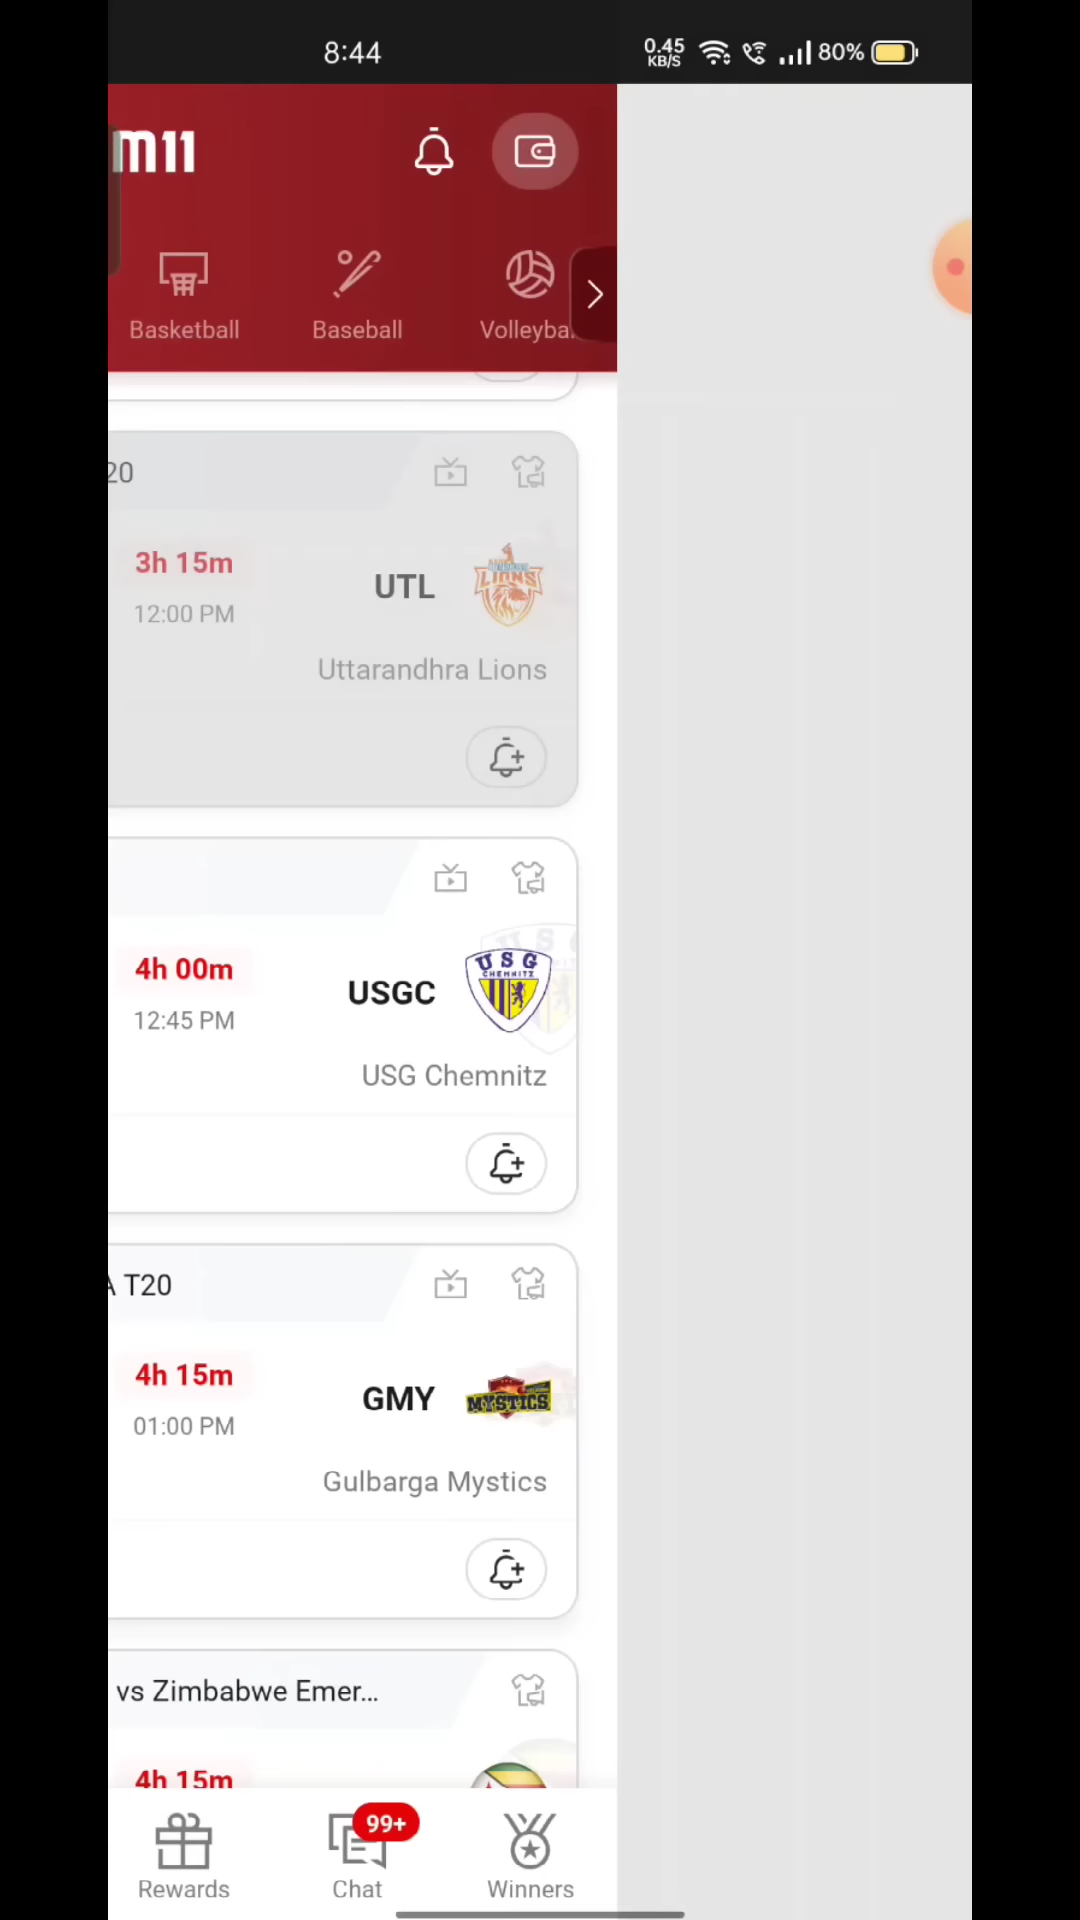 8:44
0.45
KB/S
80%
m11
Basketball
Baseball
Volleyba
20
3h 15m
12:00 PM
UTL
LIONS
Uttarandhra Lions
4h 00m
12:45 PM
USGC
USG
CHEMNITZ
USG Chemnitz
A T20
4h 15m
01:00 PM
GMY
MYSTICS
Gulbarga Mystics
vs Zimbabwe Emer...
4h 15m
99+
Rewards
Chat
Winners